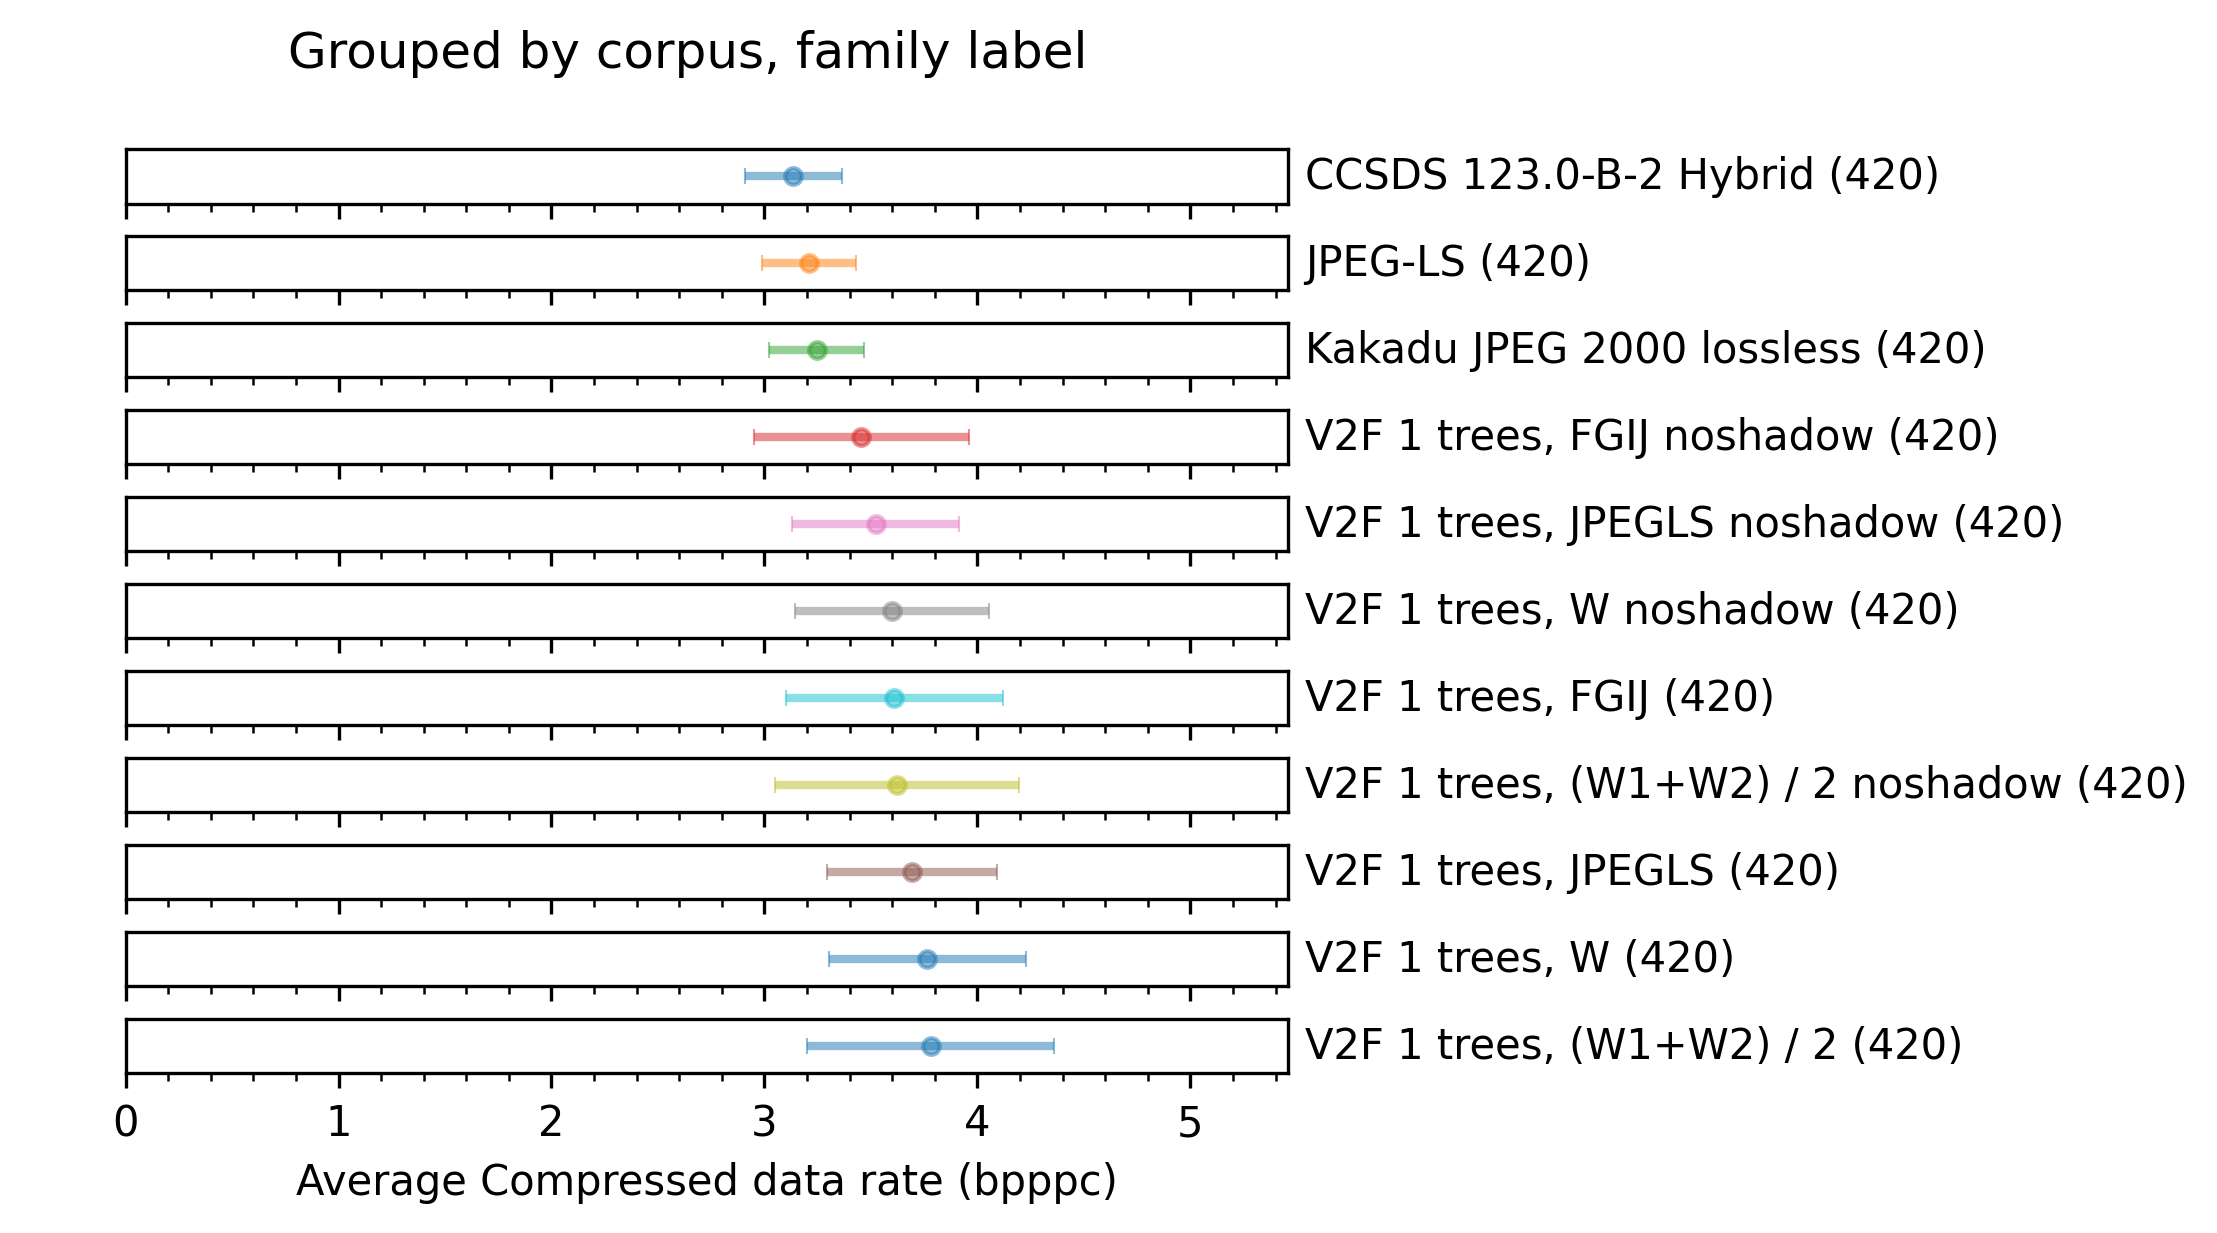 Grouped by corpus, family label
CCSDS 123.0-B-2 Hybrid (420)
JPEG-LS (420)
Kakadu JPEG 2000 lossless (420)
V2F 1 trees, FGIJ noshadow (420)
V2F 1 trees, JPEGLS noshadow (420)
V2F 1 trees, W noshadow (420)
V2F 1 trees, FGIJ (420)
V2F 1 trees, (W1+W2) / 2 noshadow (420)
V2F 1 trees, JPEGLS (420)
V2F 1 trees, W (420)
V2F 1 trees, (W1+W2) / 2 (420)
0 1 2 3 4 5
Average Compressed data rate (bpppc)